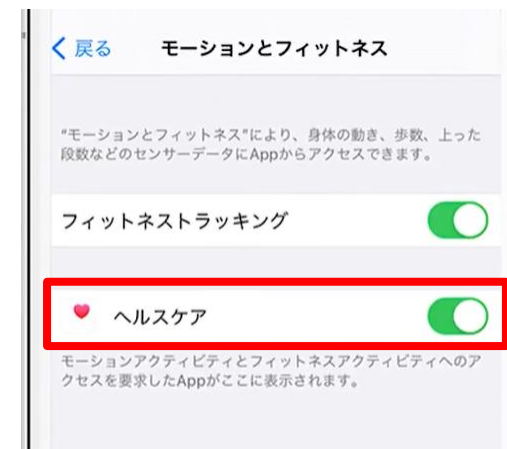 戻る モーションとフィットネス
"モーションとフィットネス"により、身体の動き、歩数、上った
段数などのセンサーデータにAppからアクセスできます。
フィットネストラッキング
ヘルスケア
モーションアクティビティとフィットネスアクティビティへのア
クセスを要求したAppがここに表示されます。